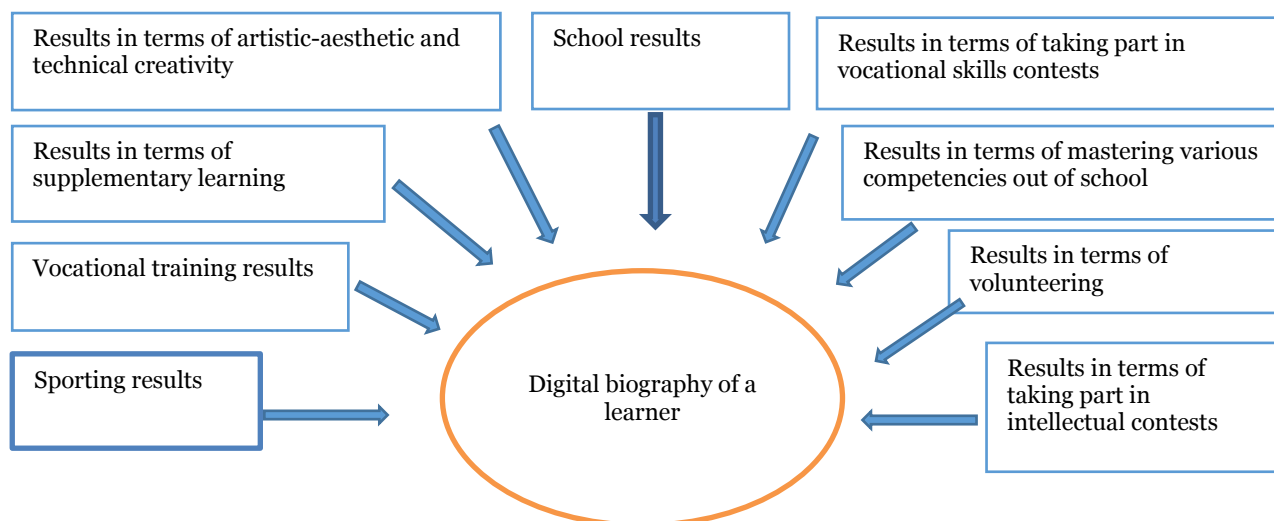 Results in terms of artistic-aesthetic and
technical creativity
School results
Results in terms of taking part in
vocational skills contests
Results in terms of
supplementary learning
Results in terms of mastering various
competencies out of school
Vocational training results
Results in terms of
volunteering
Sporting results
Results in terms of
taking part in
intellectual contests
Digital biography of a
learner